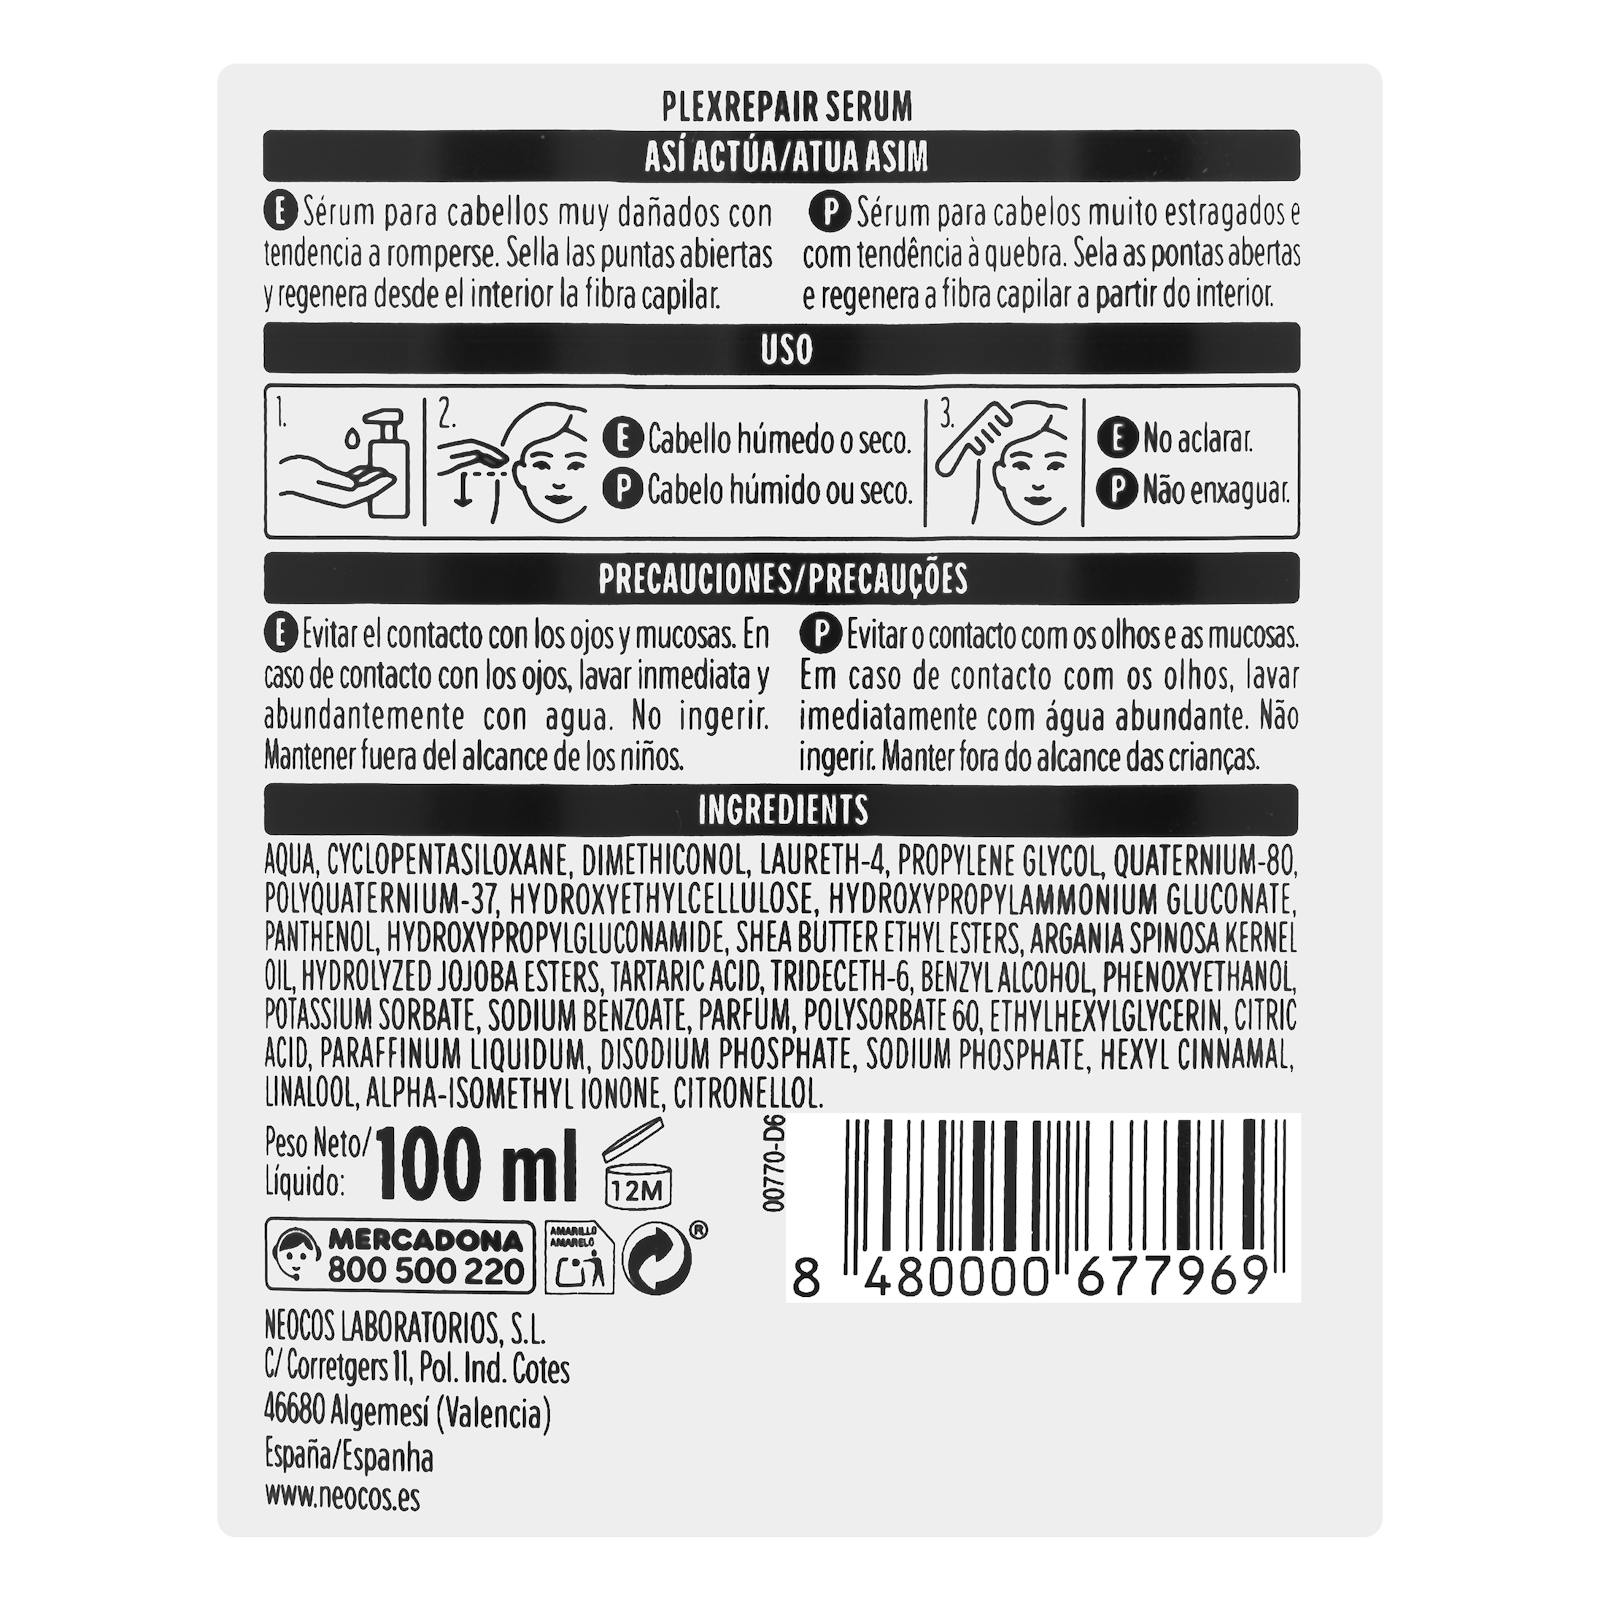 PLEXREPAIR SERUM
ASÍ ACTÚA/ATUA ASIM
E Sérum para cabellos muy dañados con
tendencia a romperse. Sella las puntas abiertas
y regenera desde el interior la fibra capilar.
P Sérum para cabelos muito estragados e
com tendência à quebra. Sela as pontas abertas
e regenera a fibra capilar a partir do interior.
USO
1.
2.
E Cabello húmedo o seco.
P Cabelo húmido ou seco.
3.
E No aclarar.
P Não enxaguar.
PRECAUCIONES/PRECAUÇÕES
E Evitar el contacto con los ojos y mucosas. En
caso de contacto con los ojos, lavar inmediata y
abundantemente con agua. No ingerir.
Mantener fuera del alcance de los niños.
P Evitar o contacto com os olhos e as mucosas.
Em caso de contacto com os olhos, lavar
imediatamente com água abundante. Não
ingerir. Manter fora do alcance das crianças.
INGREDIENTS
AQUA, CYCLOPENTASILOXANE, DIMETHICONOL, LAURETH-4, PROPYLENE GLYCOL, QUATERNIUM-80,
POLYQUATERNIUM-37, HYDROXYETHYLCELLULOSE, HYDROXYPROPYLAMMONIUM GLUCONATE,
PANTHENOL, HYDROXYPROPYLGLUCONAMIDE, SHEA BUTTER ETHYL ESTERS, ARGANIA SPINOSA KERNEL
OIL, HYDROLYZED JOJOBA ESTERS, TARTARIC ACID, TRIDECETH-6, BENZYL ALCOHOL, PHENOXYETHANOL,
POTASSIUM SORBATE, SODIUM BENZOATE, PARFUM, POLYSORBATE 60, ETHYLHEXYLGLYCERIN, CITRIC
ACID, PARAFFINUM LIQUIDUM, DISODIUM PHOSPHATE, SODIUM PHOSPHATE, HEXYL CINNAMAL,
LINALOOL, ALPHA-ISOMETHYL IONONE, CITRONELLOL.
Peso Neto/
Líquido:
100 ml
12M
00770-D6
MERCADONA
800 500 220
AMARILLO
AMARELO
®
8 480000 677969
NEOCOS LABORATORIOS, S.L.
C/ Corretgers 11, Pol. Ind. Cotes
46680 Algemesí (Valencia)
España/Espanha
www.neocos.es